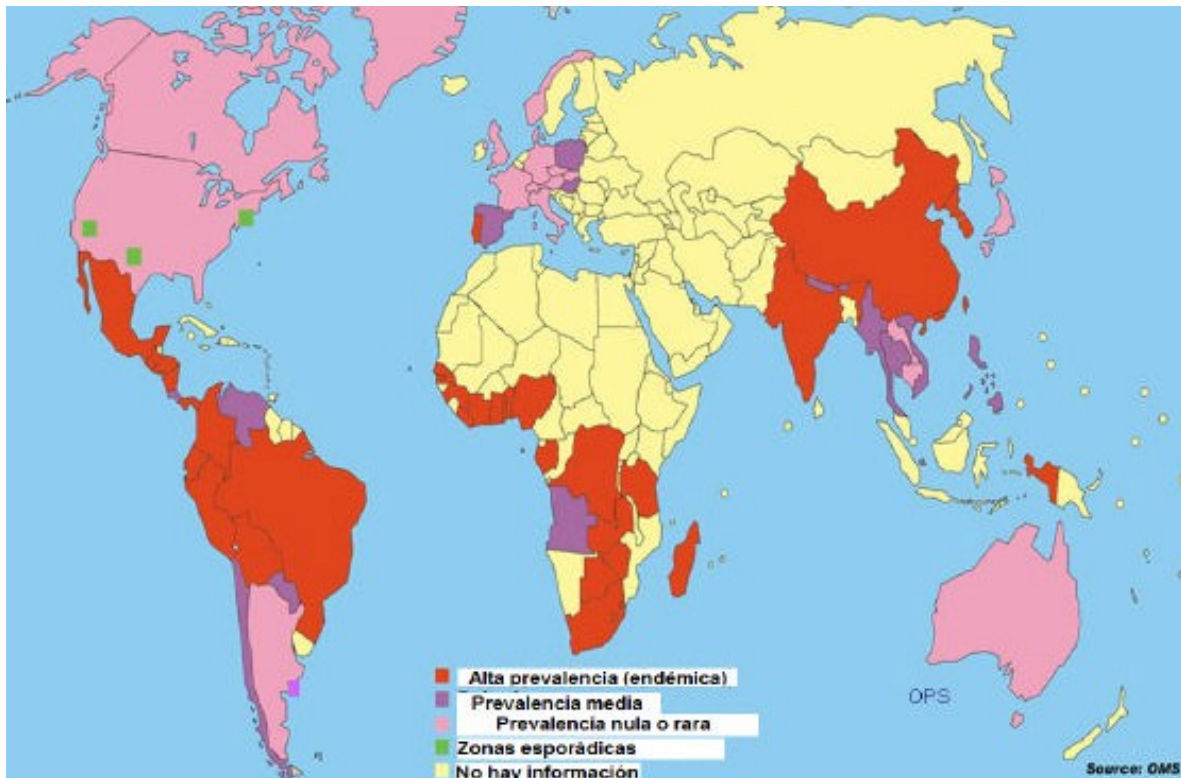 Alta prevalencia (endémica)
Prevalencia media
Prevalencia nula o rara
Zonas esporádicas
No hay información
OPS
Source: OMS